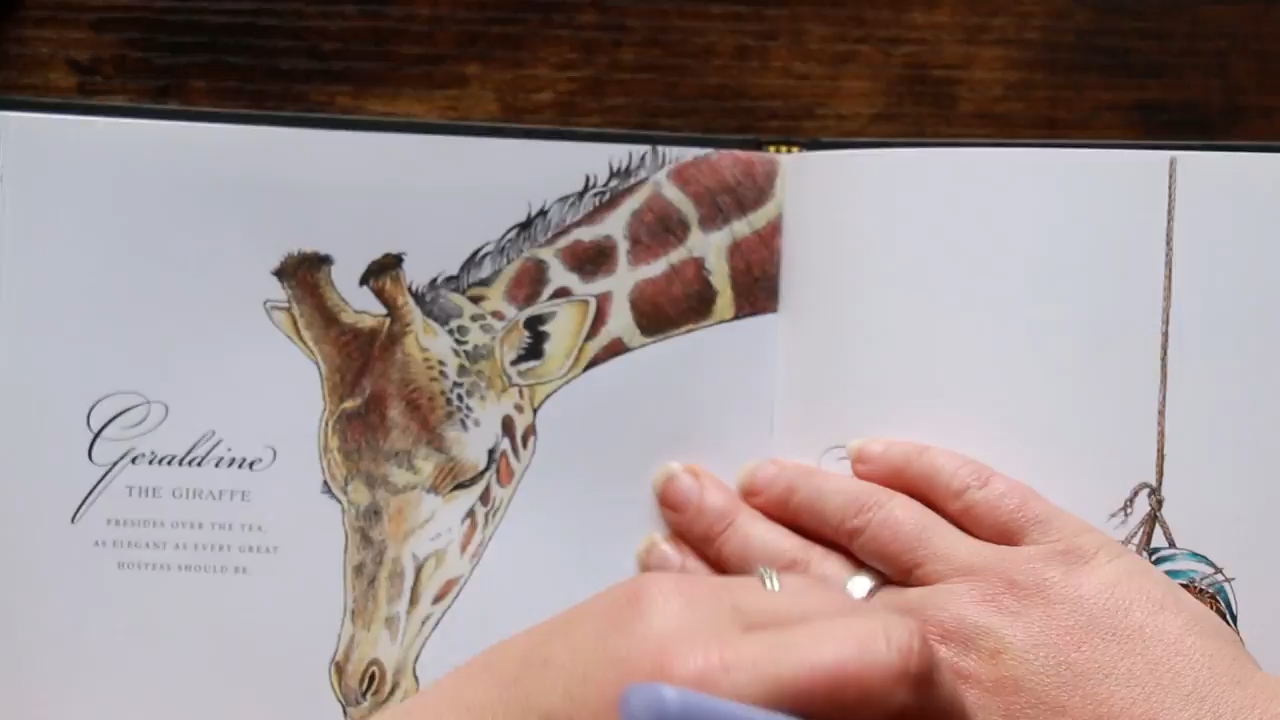 Geraldine
THE GIRAFFE
PRESIDES OVER THE TEA,
AS ELEGANT AS EVERY GREAT
HOSTESS SHOULD BE.